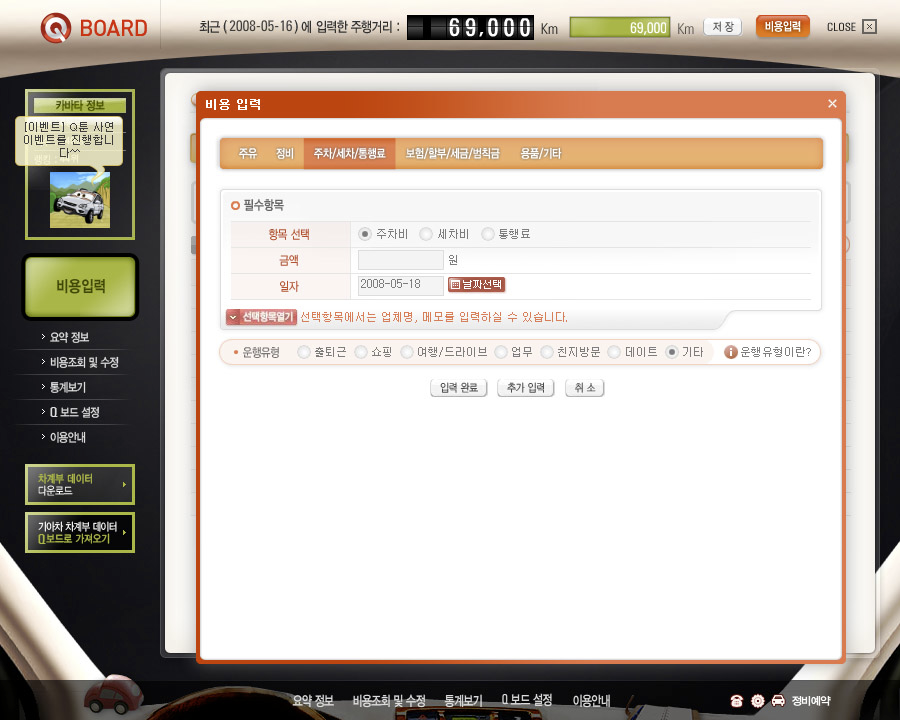 Q BOARD
최근 ( 2008-05-16 ) 에 입력한 주행거리 : 69,000 Km 69,000 Km 저 장 비용입력 CLOSE
카바타 정보
[이벤트] Q툰 사연
이벤트를 진행합니
다^^
비용입력
요약 정보
비용조회 및 수정
통계보기
Q 보드 설정
이용안내
차계부 데이터
다운로드
기아차 차계부 데이터
Q보드로 가져오기
비용 입력
주유 정비 주차/세차/통행료 보험/할부/세금/범칙금 용품/기타
필수항목
항목 선택 주차비 세차비 통행료
금액 원
일자 2008-05-18 날짜선택
선택항목열기 선택항목에서는 업체명, 메모를 입력하실 수 있습니다.
운행유형 출퇴근 쇼핑 여행/드라이브 업무 친지방문 데이트 기타 운행유형이란?
입력 완료 추가 입력 취 소
요약 정보 비용조회 및 수정 통계보기 Q 보드 설정 이용안내 정비예약